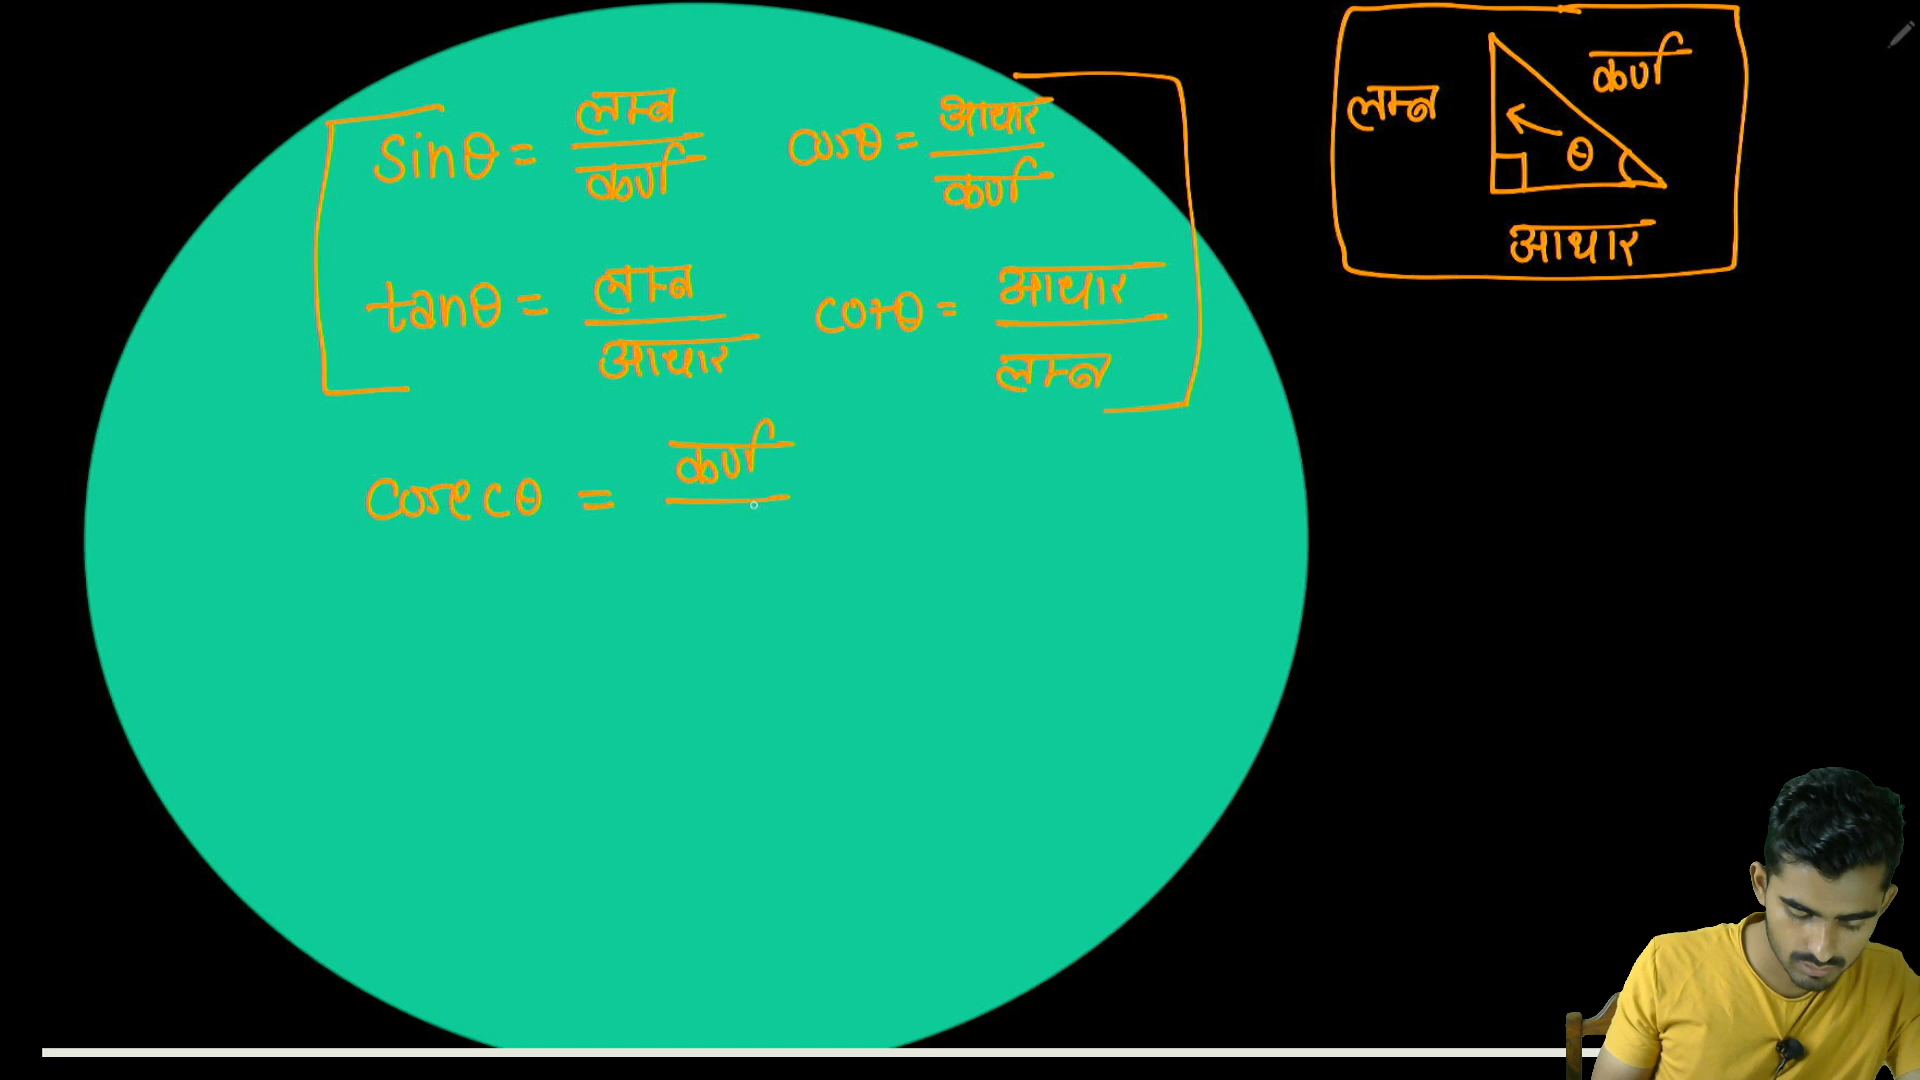 sinθ = लम्ब / कर्ण cosθ = आधार / कर्ण
tanθ = लम्ब / आधार cotθ = आधार / लम्ब
cosecθ = कर्ण /
कर्ण
लम्ब
θ
आधार